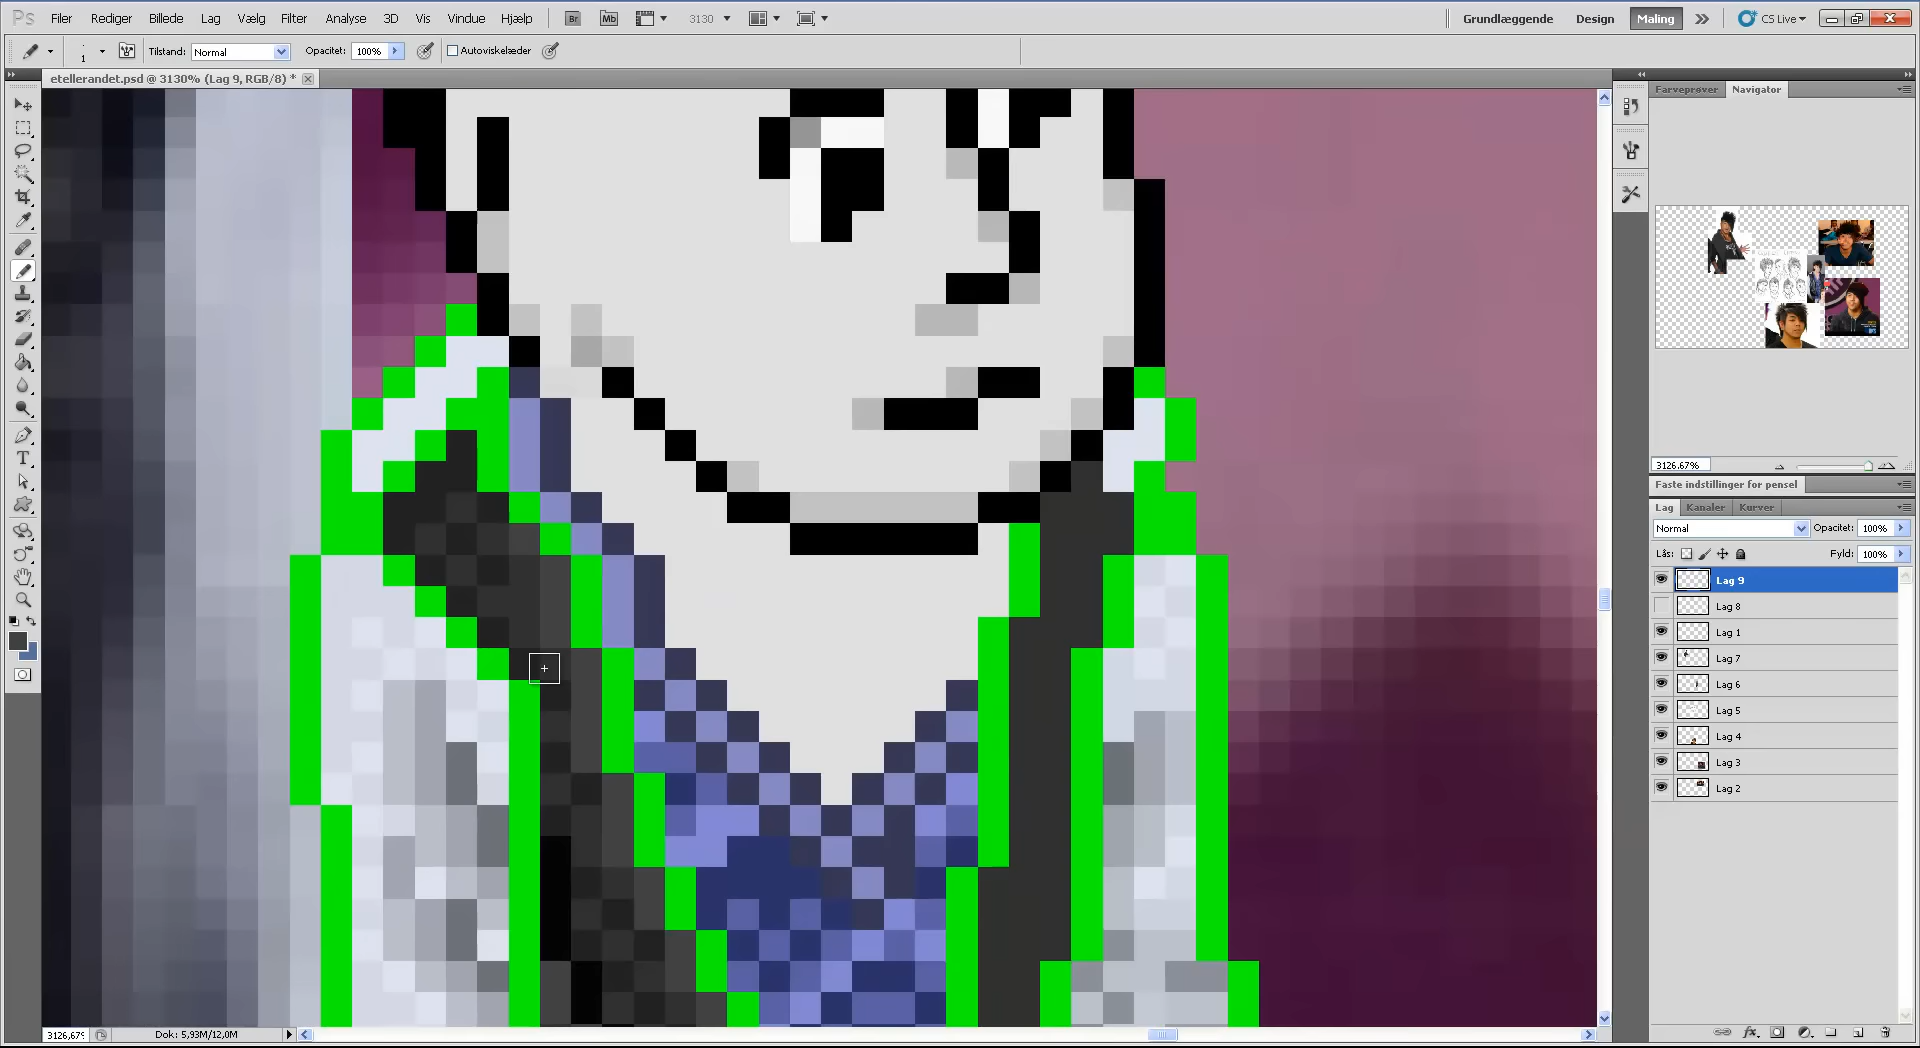 Ps Filer Rediger Billede Lag Vælg Filter Analyse 3D Vis Vindue Hjælp Br Mb 3130 Grundlæggende Design Maling CS Live
1 Tilstand: Normal Opacitet: 100% Autoviskelæder
etellerandet.psd @ 3130% (Lag 9, RGB/8) *
Farveprøver Navigator
3126.67%
Faste indstillinger for pensel
Lag Kanaler Kurver
Normal Opacitet: 100%
Lås: Fyld: 100%
Lag 9
Lag 8
Lag 1
Lag 7
Lag 6
Lag 5
Lag 4
Lag 3
Lag 2
3126,67% Dok: 5,93M/12,0M